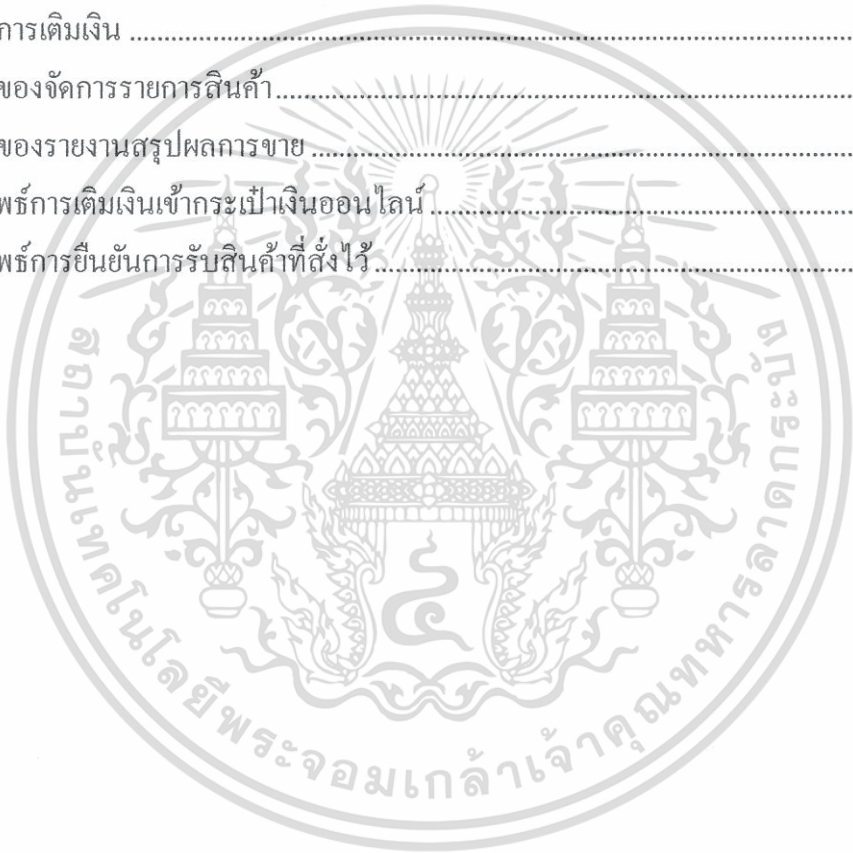 การเติมเงิน ........................................................................................................
ของจัดการรายการสินค้า........................................................................................
ของรายงานสรุปผลการขาย ...................................................................................
พธ์การเติมเงินเข้ากระเป๋าเงินออนไลน์ ................................................................
พธ์การยืนยันการรับสินค้าที่สั่งไว้ .........................................................................
สถาบันเทคโนโลยีพระจอมเกล้าเจ้าคุณทหารลาดกระบัง
๔